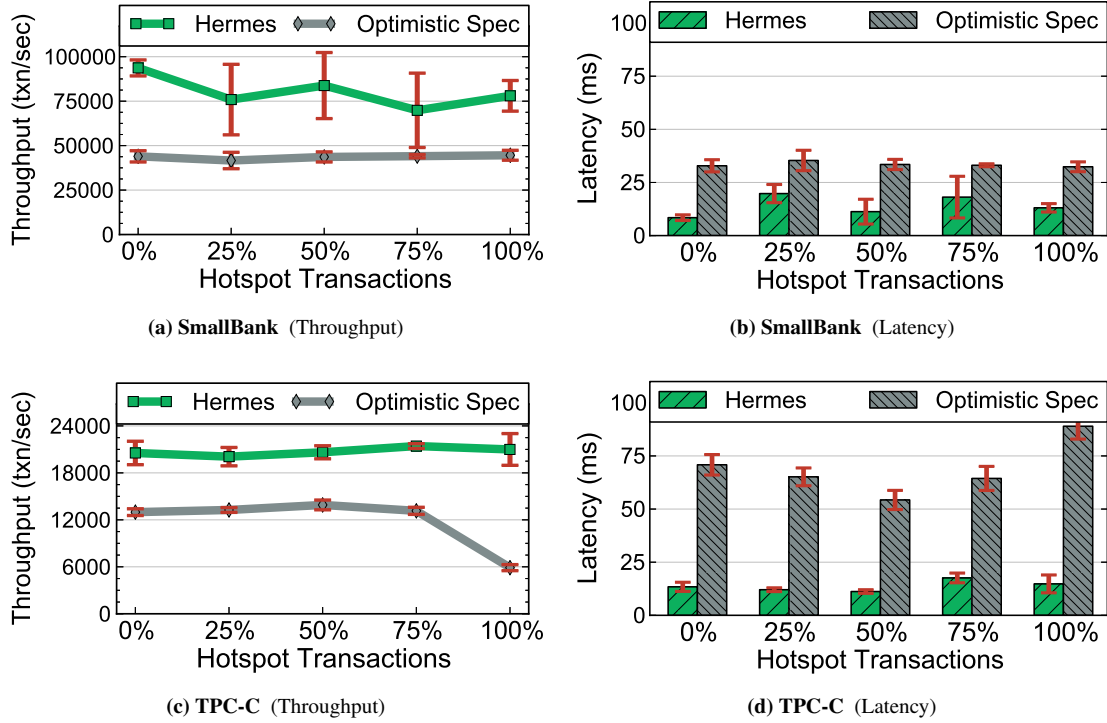 Hermes Optimistic Spec
Throughput (txn/sec)
100000
75000
50000
25000
0
0% 25% 50% 75% 100%
Hotspot Transactions
(a) SmallBank (Throughput)
Hermes Optimistic Spec
Latency (ms)
100
75
50
25
0
0% 25% 50% 75% 100%
Hotspot Transactions
(b) SmallBank (Latency)
Hermes Optimistic Spec
Throughput (txn/sec)
24000
18000
12000
6000
0
0% 25% 50% 75% 100%
Hotspot Transactions
(c) TPC-C (Throughput)
Hermes Optimistic Spec
Latency (ms)
100
75
50
25
0
0% 25% 50% 75% 100%
Hotspot Transactions
(d) TPC-C (Latency)